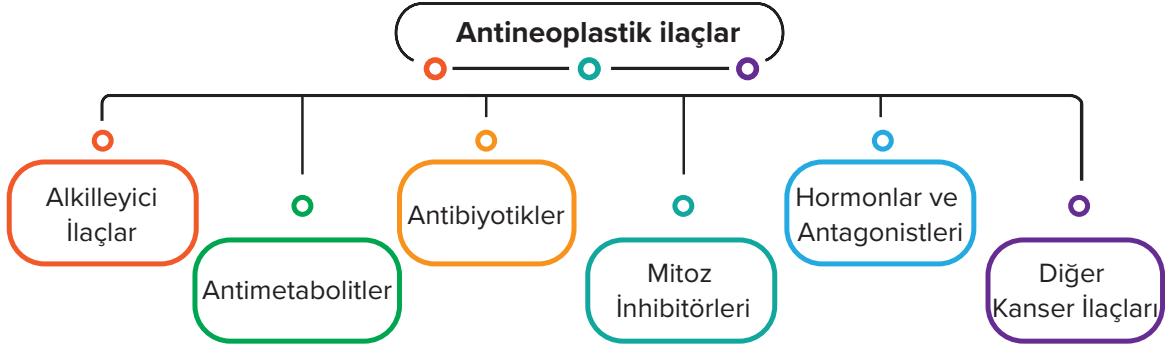 Antineoplastik ilaçlar
Alkilleyici
İlaçlar
Antimetabolitler
Antibiyotikler
Mitoz
İnhibitörleri
Hormonlar ve
Antagonistleri
Diğer
Kanser İlaçları